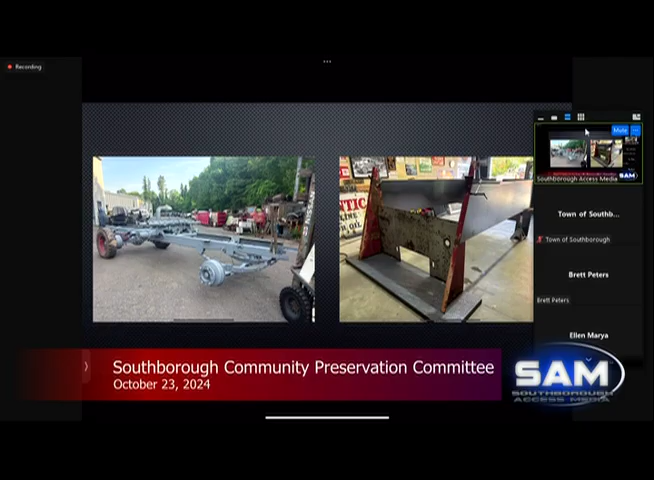 Recording
Mute
Southborough Access Media
SAM
Town of Southb...
Town of Southborough
Brett Peters
Brett Peters
Ellen Marya
Southborough Community Preservation Committee
October 23, 2024
SAM
SOUTHBOROUGH
ACCESS MEDIA